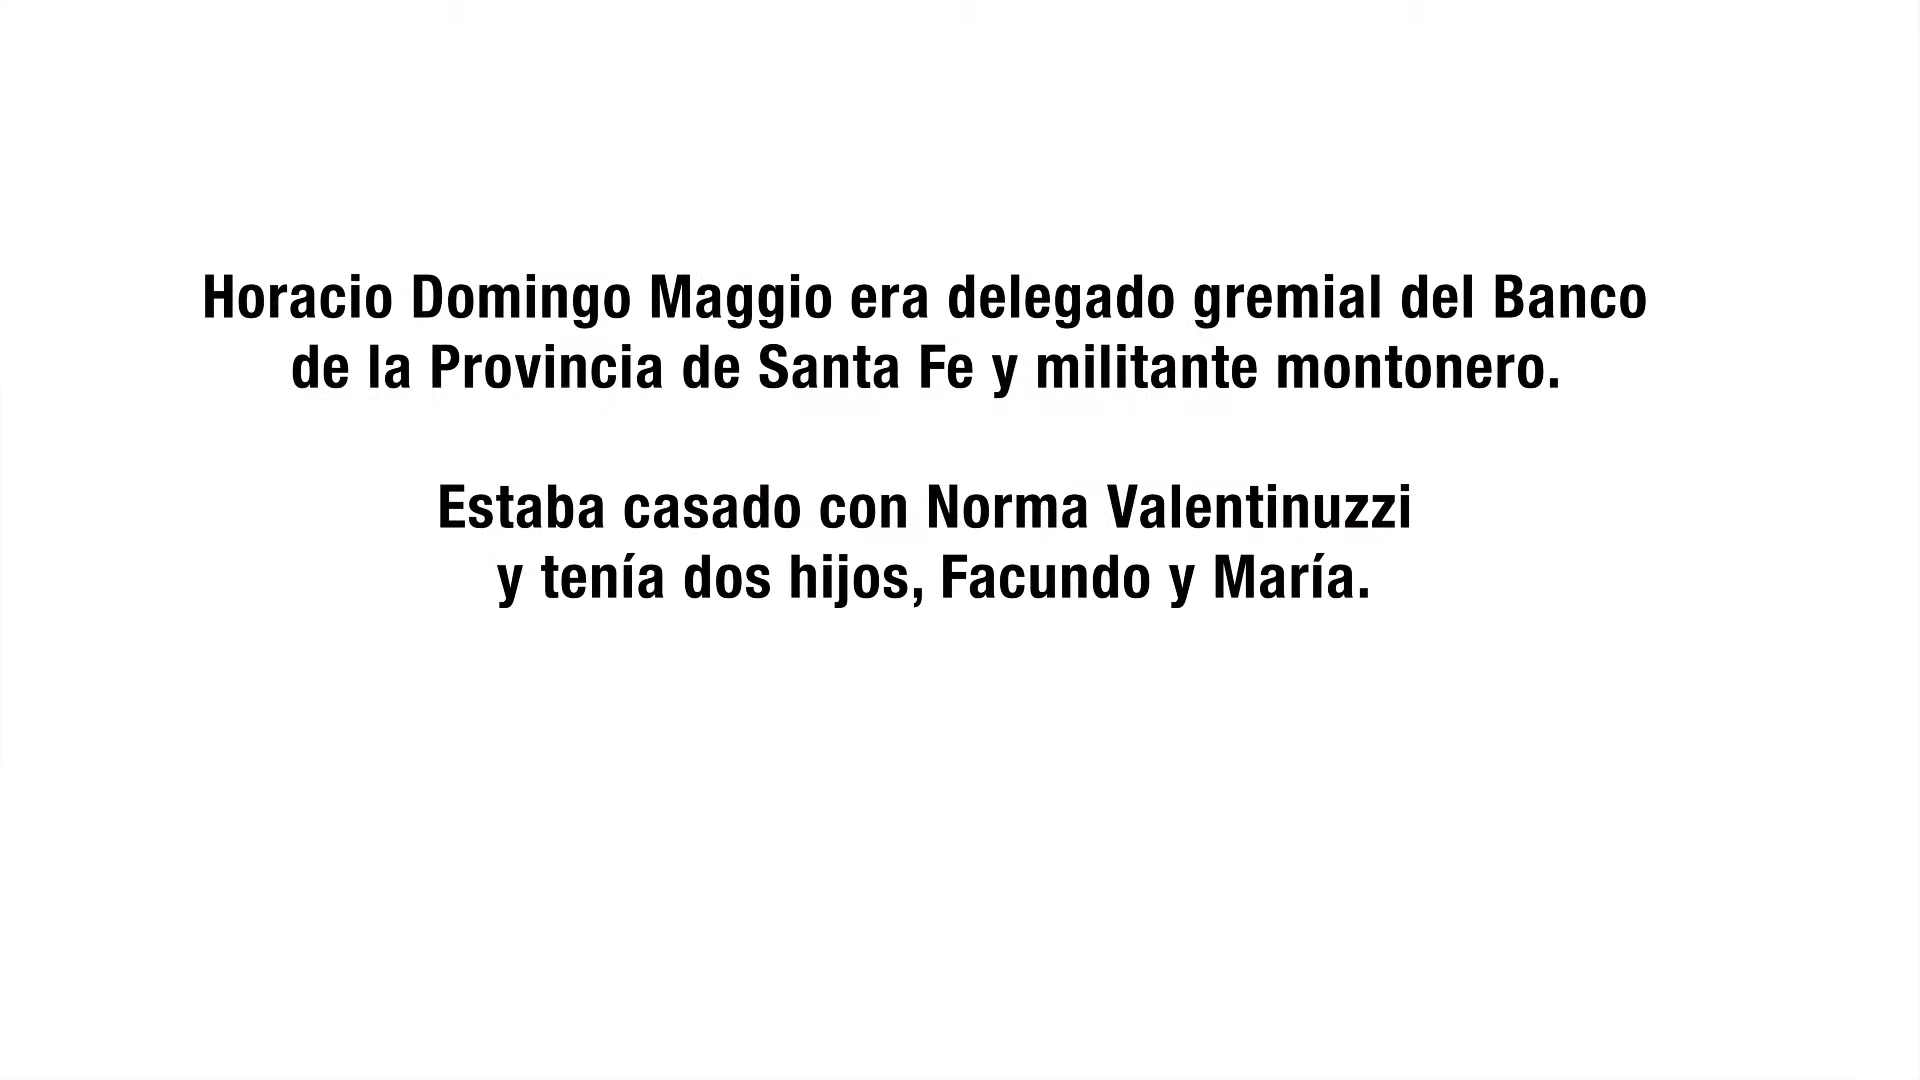 Horacio Domingo Maggio era delegado gremial del Banco
de la Provincia de Santa Fe y militante montonero.
Estaba casado con Norma Valentinuzzi
y tenía dos hijos, Facundo y María.